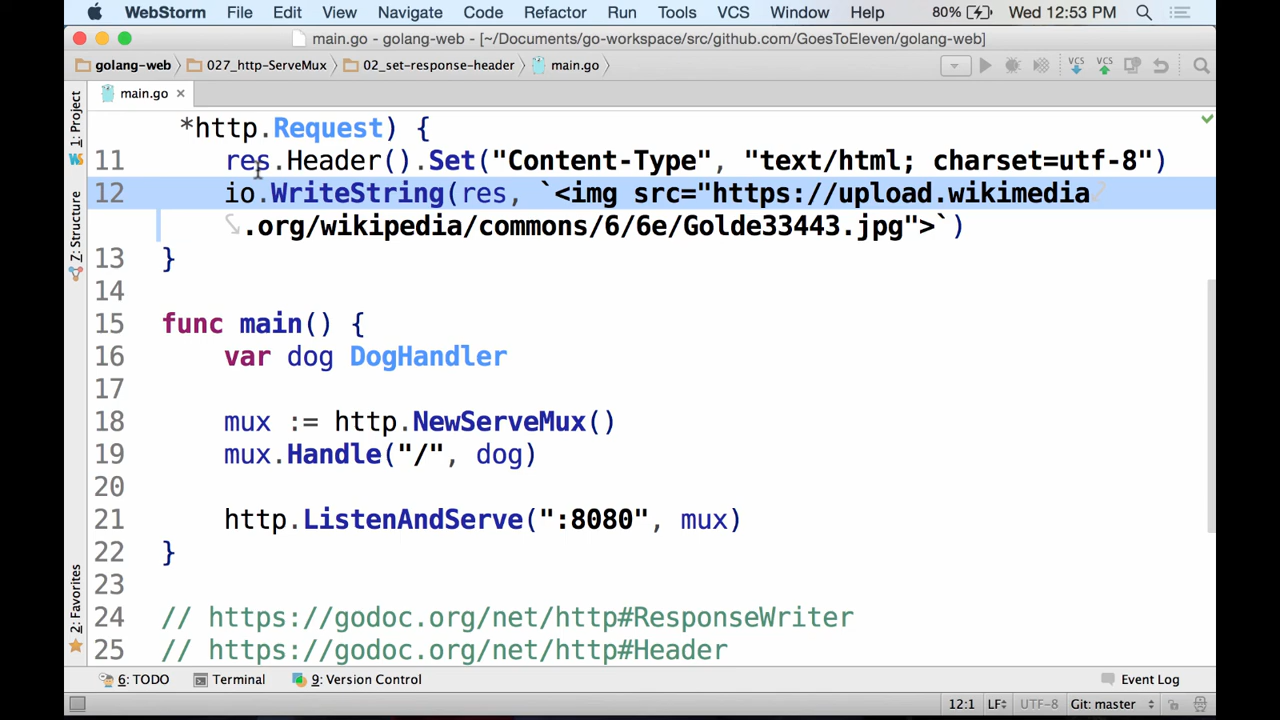 WebStorm File Edit View Navigate Code Refactor Run Tools VCS Window Help 80% Wed 12:53 PM
main.go - golang-web - [~/Documents/go-workspace/src/github.com/GoesToEleven/golang-web]
golang-web 027_http-ServeMux 02_set-response-header main.go VCS VCS
main.go
1: Project
Z: Structure
2: Favorites
*http.Request) {
11 res.Header().Set("Content-Type", "text/html; charset=utf-8")
12 io.WriteString(res, `<img src="https://upload.wikimedia
.org/wikipedia/commons/6/6e/Golde33443.jpg">`)
13 }
14
15 func main() {
16 var dog DogHandler
17
18 mux := http.NewServeMux()
19 mux.Handle("/", dog)
20
21 http.ListenAndServe(":8080", mux)
22 }
23
24 // https://godoc.org/net/http#ResponseWriter
25 // https://godoc.org/net/http#Header
6: TODO Terminal 9: Version Control Event Log
12:1 LF UTF-8 Git: master